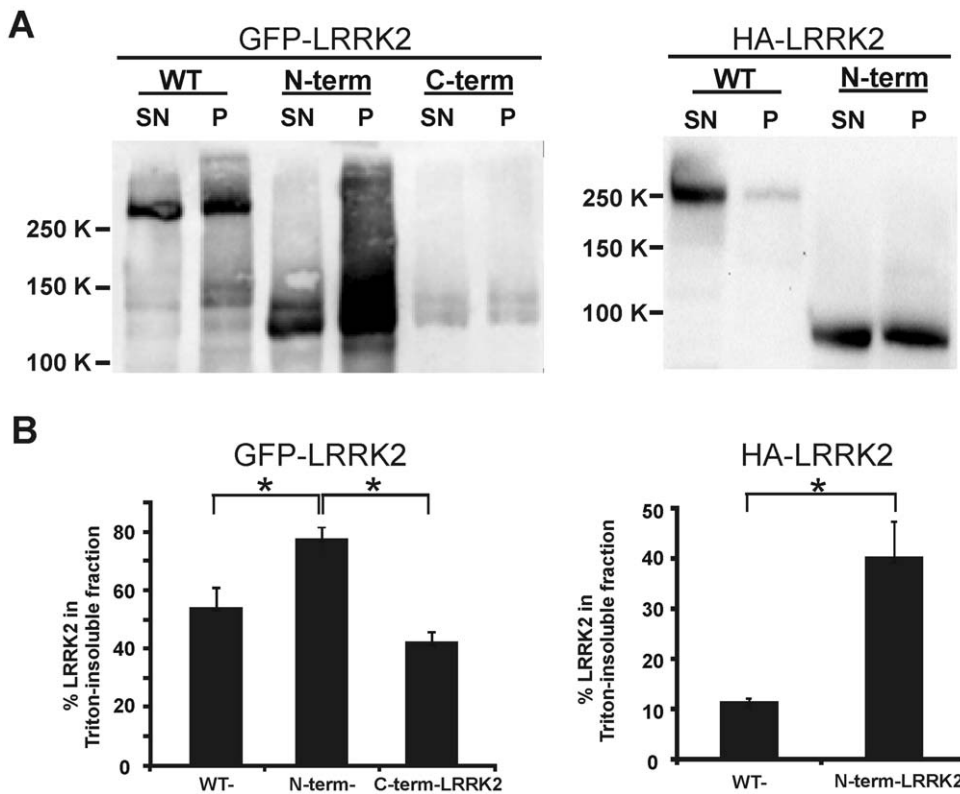 A
GFP-LRRK2
HA-LRRK2
WT N-term C-term
WT N-term
SN P SN P SN P
SN P SN P
250 K
150 K
100 K
250 K
150 K
100 K
B
GFP-LRRK2
HA-LRRK2
* *
*
% LRRK2 in
Triton-insoluble fraction
80
60
40
20
0
WT- N-term- C-term-LRRK2
% LRRK2 in
Triton-insoluble fraction
50
40
30
20
10
0
WT- N-term-LRRK2